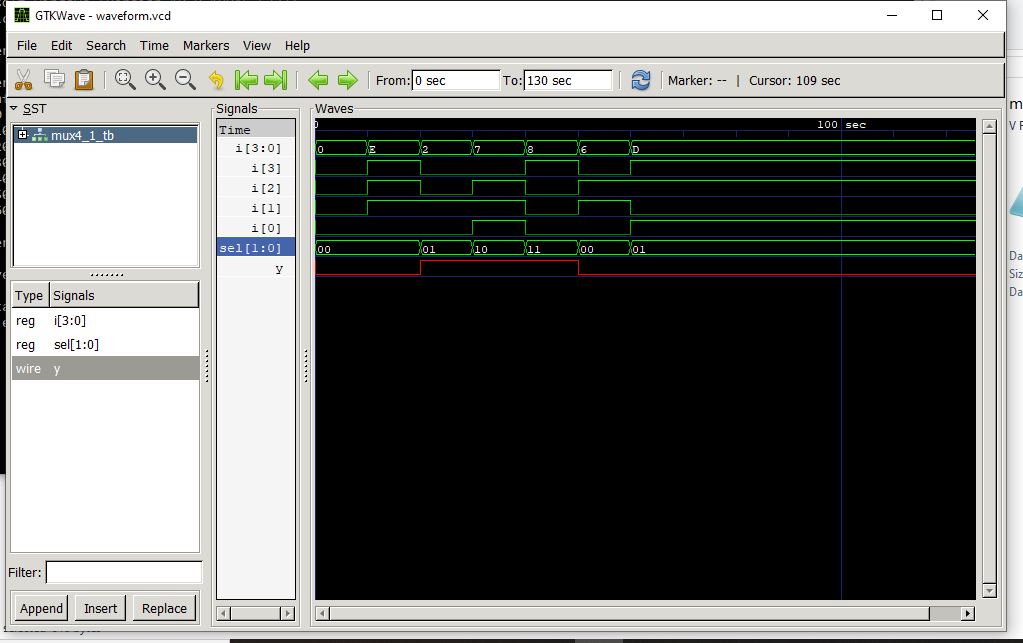 GTKWave - waveform.vcd
File Edit Search Time Markers View Help
From: 0 sec To: 130 sec Marker: -- | Cursor: 109 sec
SST
mux4_1_tb
Type Signals
reg i[3:0]
reg sel[1:0]
wire y
Filter:
Append Insert Replace
Signals
Time
i[3:0]
i[3]
i[2]
i[1]
i[0]
sel[1:0]
y
Waves
0 100 sec
0 E 2 7 8 6 D
00 01 10 11 00 01